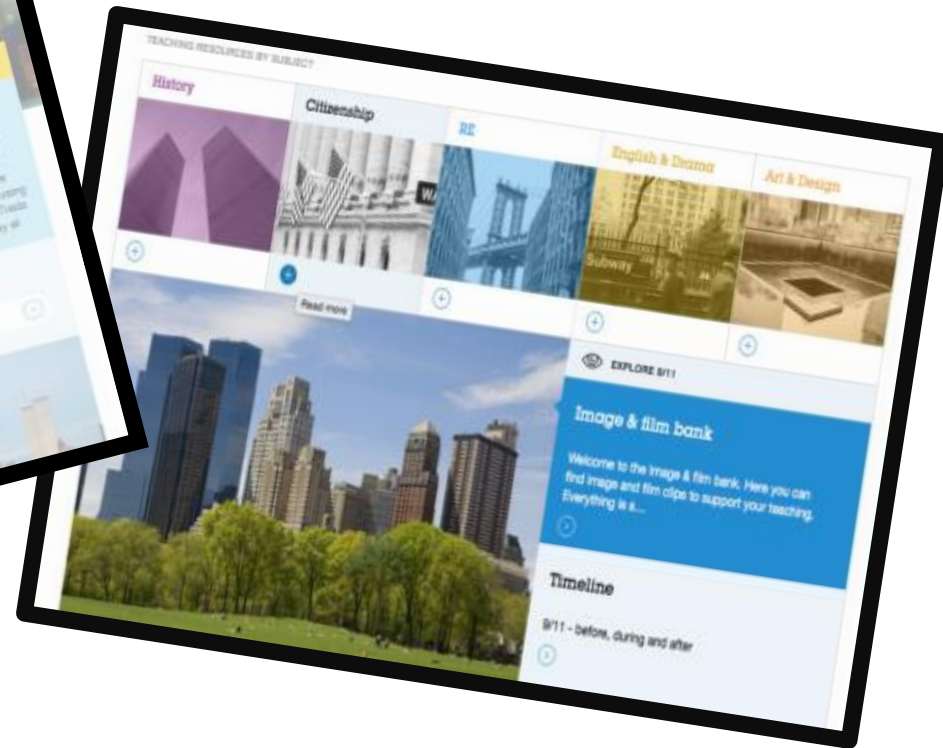 TEACHING RESOURCES BY SUBJECT
History
Citizenship
RE
English & Drama
Art & Design
WA
Subway
Read more
EXPLORE 9/11
Image & film bank
Welcome to the image & film bank. Here you can
find image and film clips to support your teaching.
Everything is s...
Timeline
9/11 - before, during and after